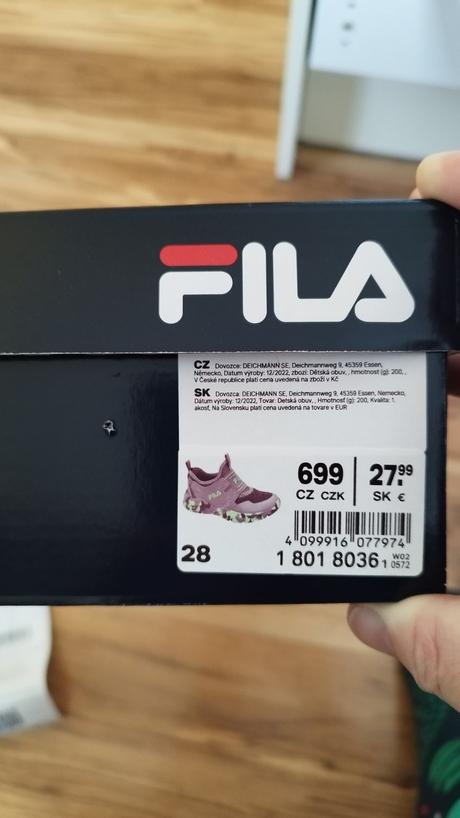 FILA
CZ Dovozce: DEICHMANN SE, Deichmannweg 9, 45359 Essen,
Německo, Datum výroby: 12/2022, zboží: Dětská obuv, , hmotnost (g): 200, ,
V České republice platí cena uvedená na zboží v Kč
SK Dovozca: DEICHMANN SE, Deichmannweg 9, 45359 Essen, Nemecko,
Dátum výroby: 12/2022, Tovar: Detská obuv, , Hmotnosť (g): 200, Kvalita: 1.
akosť, Na Slovensku platí cena uvedená na tovare v EUR
FILA
699 27.99
CZ CZK SK €
4 099916 077974
28
1 801 8036 1 W02 0572